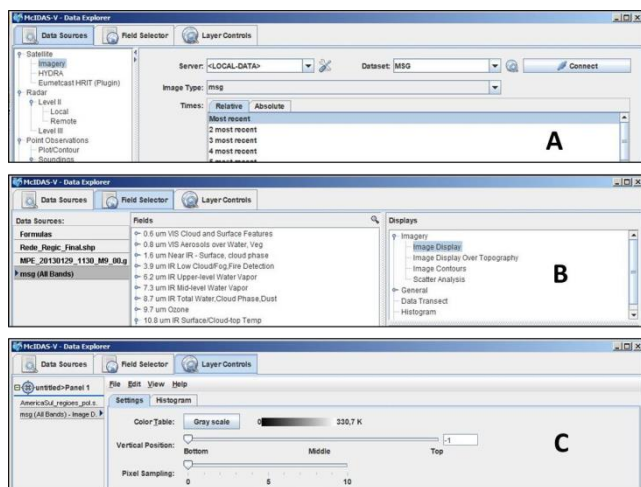 McIDAS-V - Data Explorer
Data Sources Field Selector Layer Controls
Satellite
Imagery
HYDRA
Eumetcast HRIT (Plugin)
Radar
Level II
Local
Remote
Level III
Point Observations
Plot/Contour
Soundings
Server: <LOCAL-DATA> Dataset: MSG Connect
Image Type: msg
Times: Relative Absolute
Most recent
2 most recent
3 most recent
4 most recent
A
McIDAS-V - Data Explorer
Data Sources Field Selector Layer Controls
Data Sources:
Formulas
Rede_Regic_Final.shp
MPE_20130129_1130_M9_00.g
msg (All Bands)
Fields
0.6 um VIS Cloud and Surface Features
0.8 um VIS Aerosols over Water, Veg
1.6 um Near IR - Surface, cloud phase
3.9 um IR Low Cloud/Fog,Fire Detection
6.2 um IR Upper-level Water Vapor
7.3 um IR Mid-level Water Vapor
8.7 um IR Total Water,Cloud Phase,Dust
9.7 um Ozone
10.8 um IR Surface/Cloud-top Temp
Displays
Imagery
Image Display
Image Display Over Topography
Image Contours
Scatter Analysis
General
Data Transect
Histogram
B
McIDAS-V - Data Explorer
Data Sources Field Selector Layer Controls
untitled>Panel 1
AmericaSul_regioes_pol.s.
msg (All Bands) - Image D.
File Edit View Help
Settings Histogram
Color Table: Gray scale 0 330,7 K
Vertical Position: -1
Bottom Middle Top
Pixel Sampling:
0 5 10
C